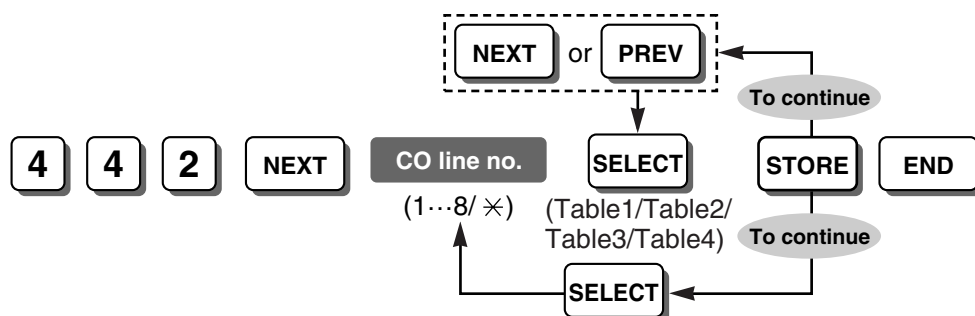 NEXT or PREV
To continue
4 4 2 NEXT CO line no. SELECT STORE END
(1···8/ ✳)
(Table1/Table2/
Table3/Table4)
To continue
SELECT